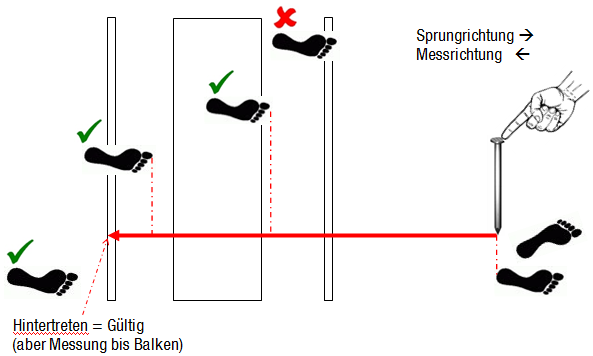 Sprungrichtung →
Messrichtung ←
Hintertreten = Gültig
(aber Messung bis Balken)